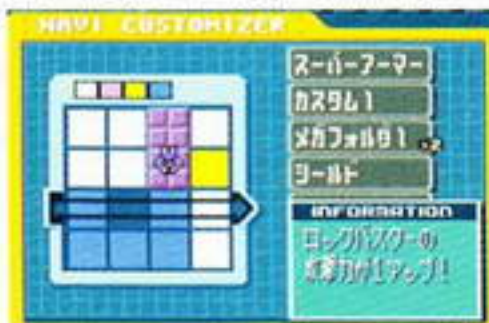 NAVI CUSTOMIZER
スーパーアーマー
カスタム1
メガフォルダ1 x2
シールド
INFORMATION
ロックバスターの
攻撃力が1アップ!